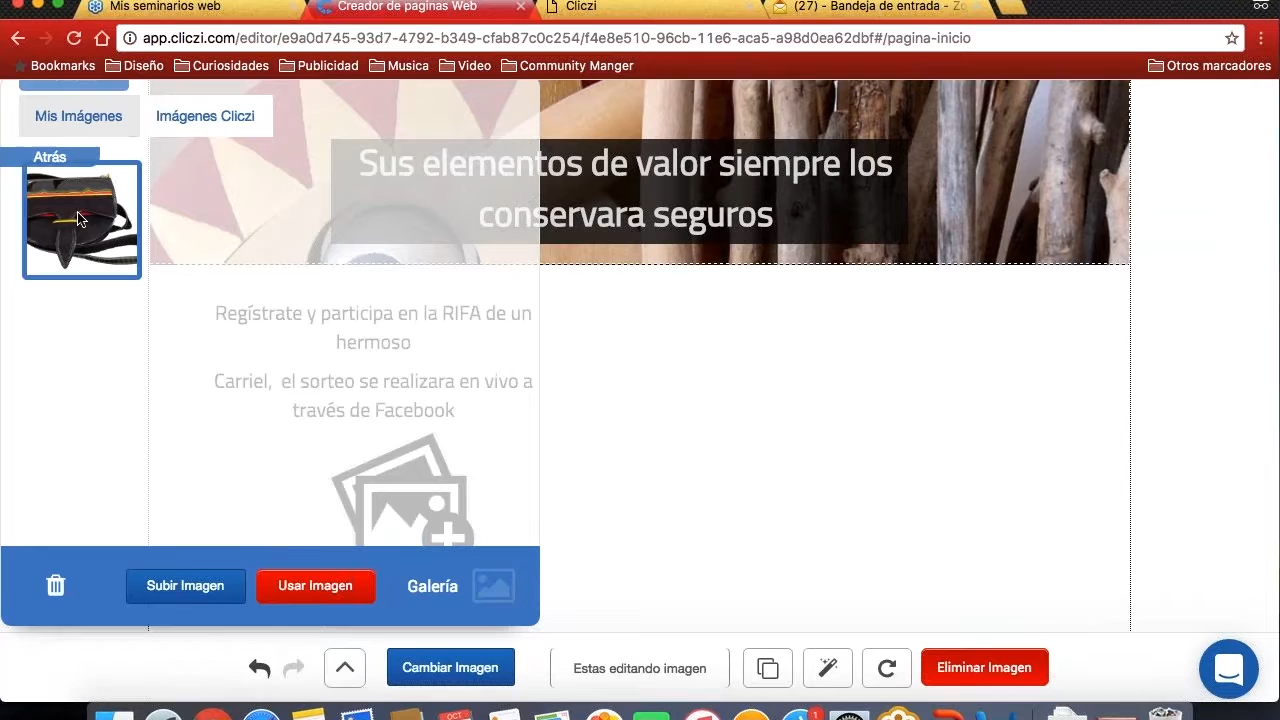 Mis seminarios web
Creador de paginas Web
Cliczi
(27) - Bandeja de entrada - Zo
app.cliczi.com/editor/e9a0d745-93d7-4792-b349-cfab87c0c254/f4e8e510-96cb-11e6-aca5-a98d0ea62dbf#/pagina-inicio
Bookmarks
Diseño
Curiosidades
Publicidad
Musica
Video
Community Manger
Otros marcadores
Mis Imágenes
Imágenes Cliczi
Atrás
Sus elementos de valor siempre los
conservara seguros
Regístrate y participa en la RIFA de un
hermoso
Carriel, el sorteo se realizara en vivo a
través de Facebook
Subir Imagen
Usar Imagen
Galería
Cambiar Imagen
Estas editando imagen
Eliminar Imagen
OCT
1